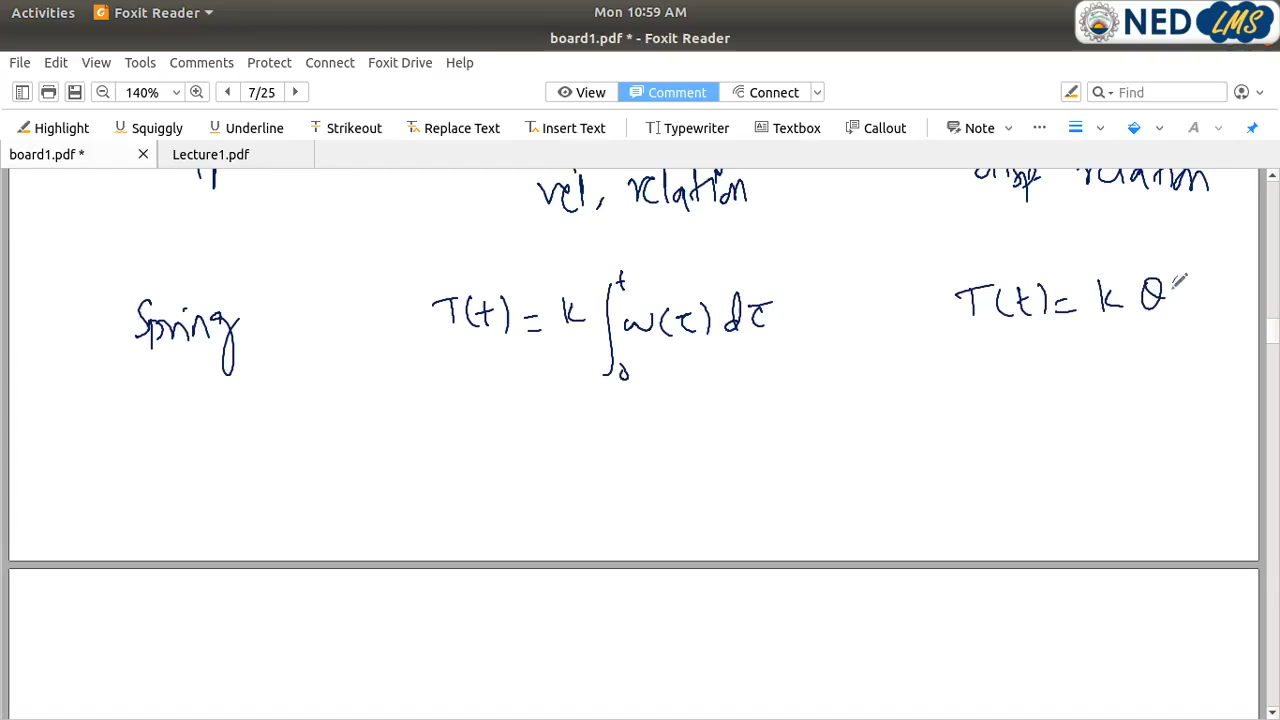 Activities Foxit Reader Mon 10:59 AM
NED LMS
board1.pdf * - Foxit Reader
File Edit View Tools Comments Protect Connect Foxit Drive Help
140% 7/25 View Comment Connect Find
Highlight Squiggly Underline Strikeout Replace Text Insert Text Typewriter Textbox Callout Note ... A
board1.pdf * Lecture1.pdf
vel, relation relation
Spring T(t) = k ∫₀ᵗ ω(τ) dτ T(t) = k θ